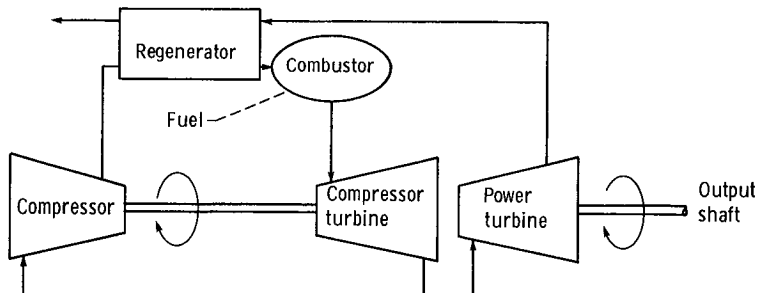 Regenerator
Combustor
Fuel
Compressor
Compressor
turbine
Power
turbine
Output
shaft